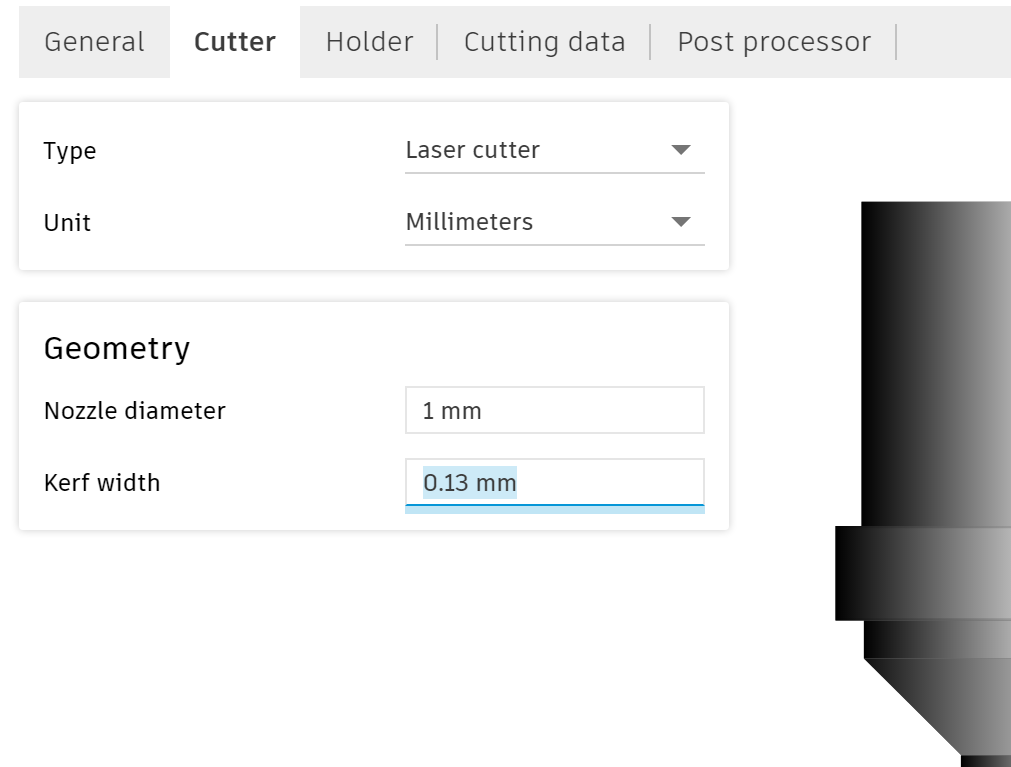 General Cutter Holder Cutting data Post processor
Type Laser cutter
Unit Millimeters
Geometry
Nozzle diameter 1 mm
Kerf width 0.13 mm